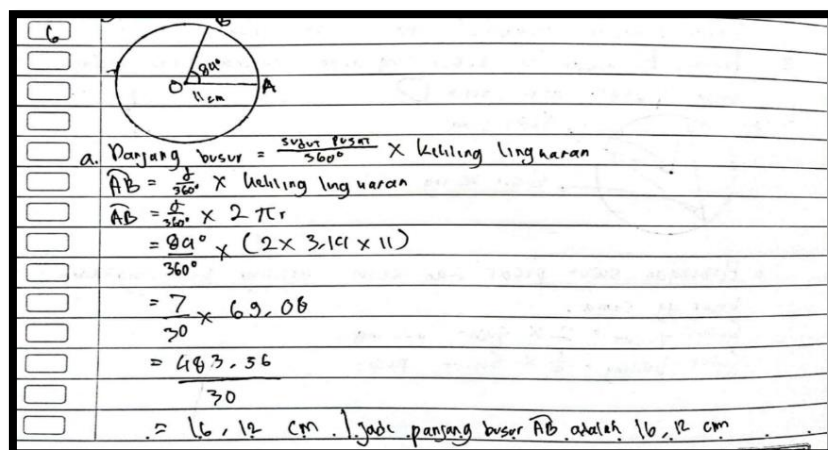 6
B
84°
O
A
11 cm
a. Panjang busur = sudut pusat / 360° × keliling lingkaran
AB = α/360° × keliling lingkaran
AB = α/360° × 2πr
= 84°/360° × (2 × 3,14 × 11)
= 7/30 × 69,08
= 483,56 / 30
= 16,12 cm. Jadi panjang busur AB adalah 16,12 cm